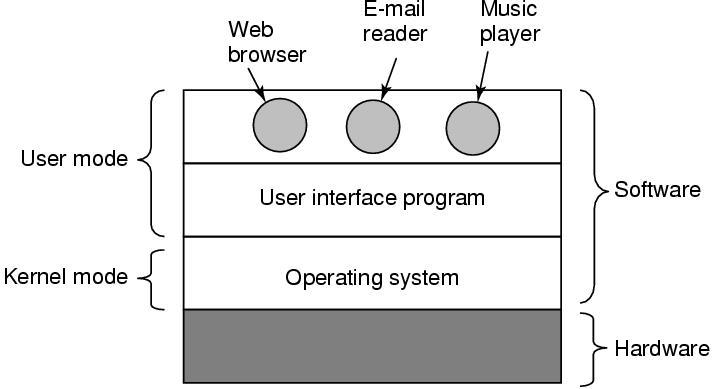 Web
browser
E-mail
reader
Music
player
User mode
User interface program
Software
Kernel mode
Operating system
Hardware